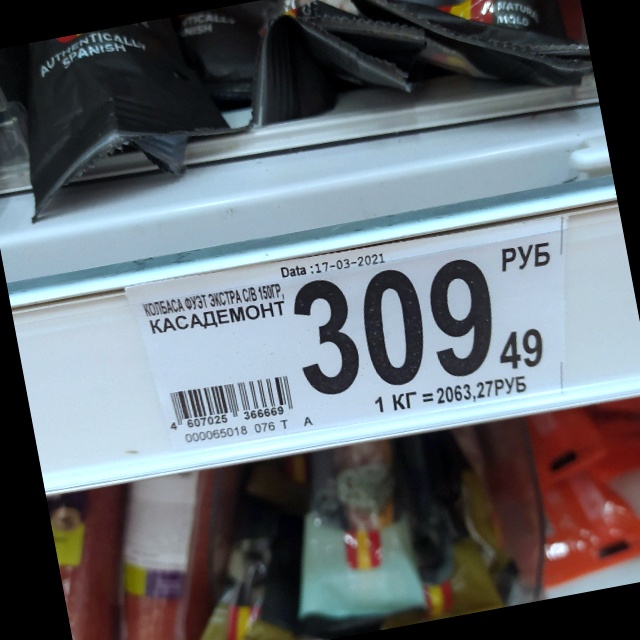 AUTHENTICALLY
SPANISH
Data :17-03-2021
КОЛБАСА ФУЭТ ЭКСТРА С/В 150ГР,
КАСАДЕМОНТ
309
РУБ
49
1 КГ = 2063,27РУБ
4 607025 366669
000065018 076 Т А